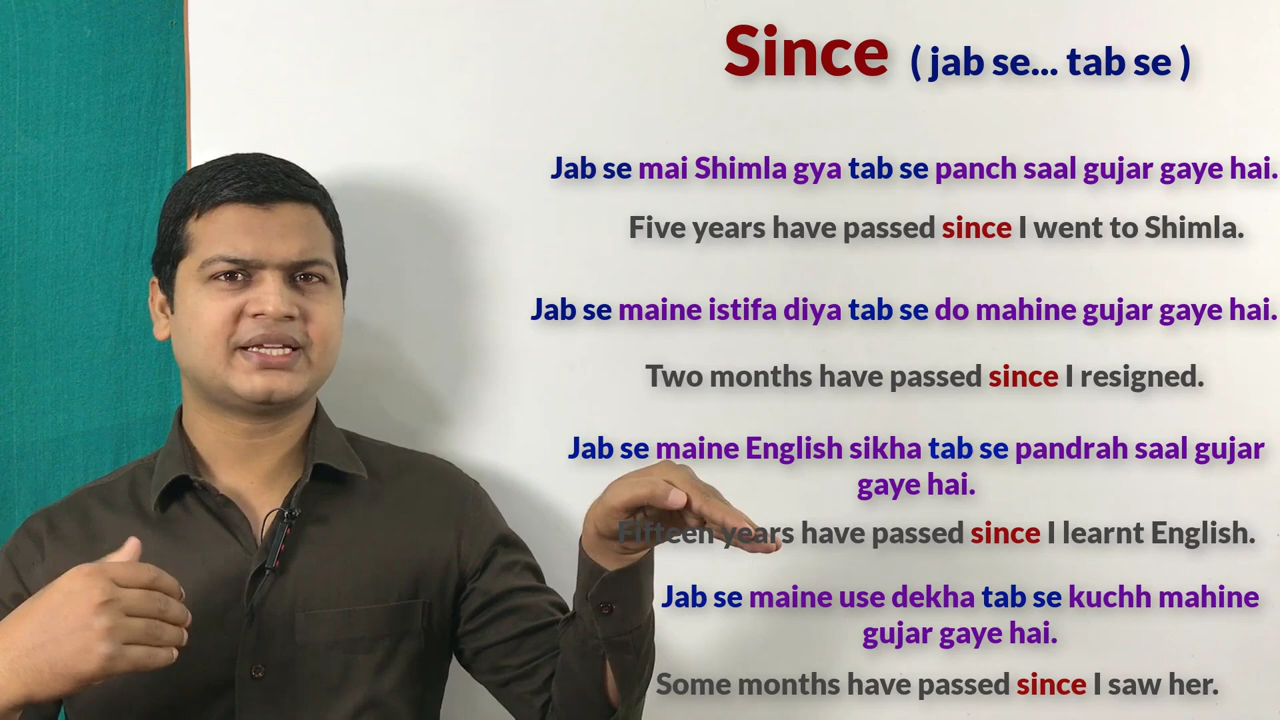 Since ( jab se... tab se )
Jab se mai Shimla gya tab se panch saal gujar gaye hai.
Five years have passed since I went to Shimla.
Jab se maine istifa diya tab se do mahine gujar gaye hai.
Two months have passed since I resigned.
Jab se maine English sikha tab se pandrah saal gujar
gaye hai.
Fifteen years have passed since I learnt English.
Jab se maine use dekha tab se kuchh mahine
gujar gaye hai.
Some months have passed since I saw her.